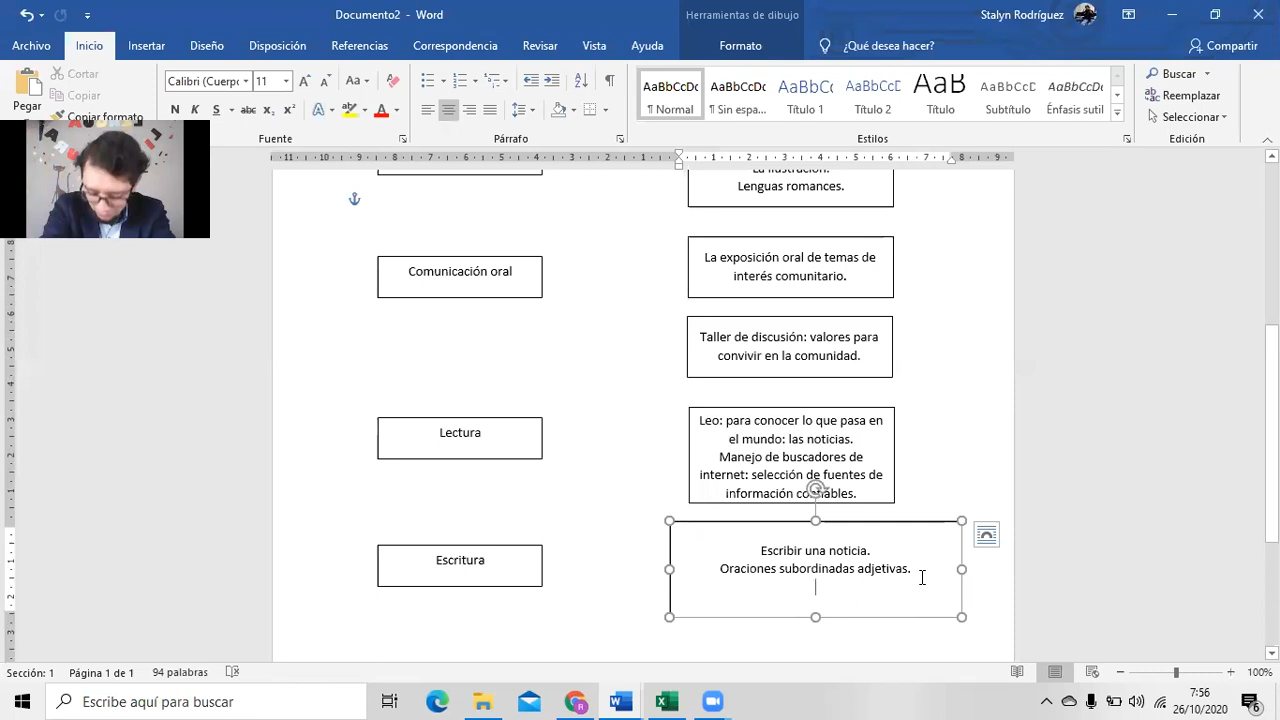 Documento2 - Word
Herramientas de dibujo
Stalyn Rodríguez
Archivo
Inicio
Insertar
Diseño
Disposición
Referencias
Correspondencia
Revisar
Vista
Ayuda
Formato
¿Qué desea hacer?
Compartir
Pegar
Cortar
Copiar
Copiar formato
Calibri (Cuerpo
11
Fuente
Párrafo
AaBbCcDc
¶ Normal
AaBbCcDc
¶ Sin espa...
AaBbC
Título 1
AaBbCcC
Título 2
AaB
Título
AaBbCcD
Subtítulo
AaBbCcDc
Énfasis sutil
Estilos
Buscar
Reemplazar
Seleccionar
Edición
La ilustración.
Lenguas romances.
Comunicación oral
La exposición oral de temas de
interés comunitario.
Taller de discusión: valores para
convivir en la comunidad.
Lectura
Leo: para conocer lo que pasa en
el mundo: las noticias.
Manejo de buscadores de
internet: selección de fuentes de
información confiables.
Escritura
Escribir una noticia.
Oraciones subordinadas adjetivas.
Sección: 1
Página 1 de 1
94 palabras
100%
Escribe aquí para buscar
7:56
26/10/2020